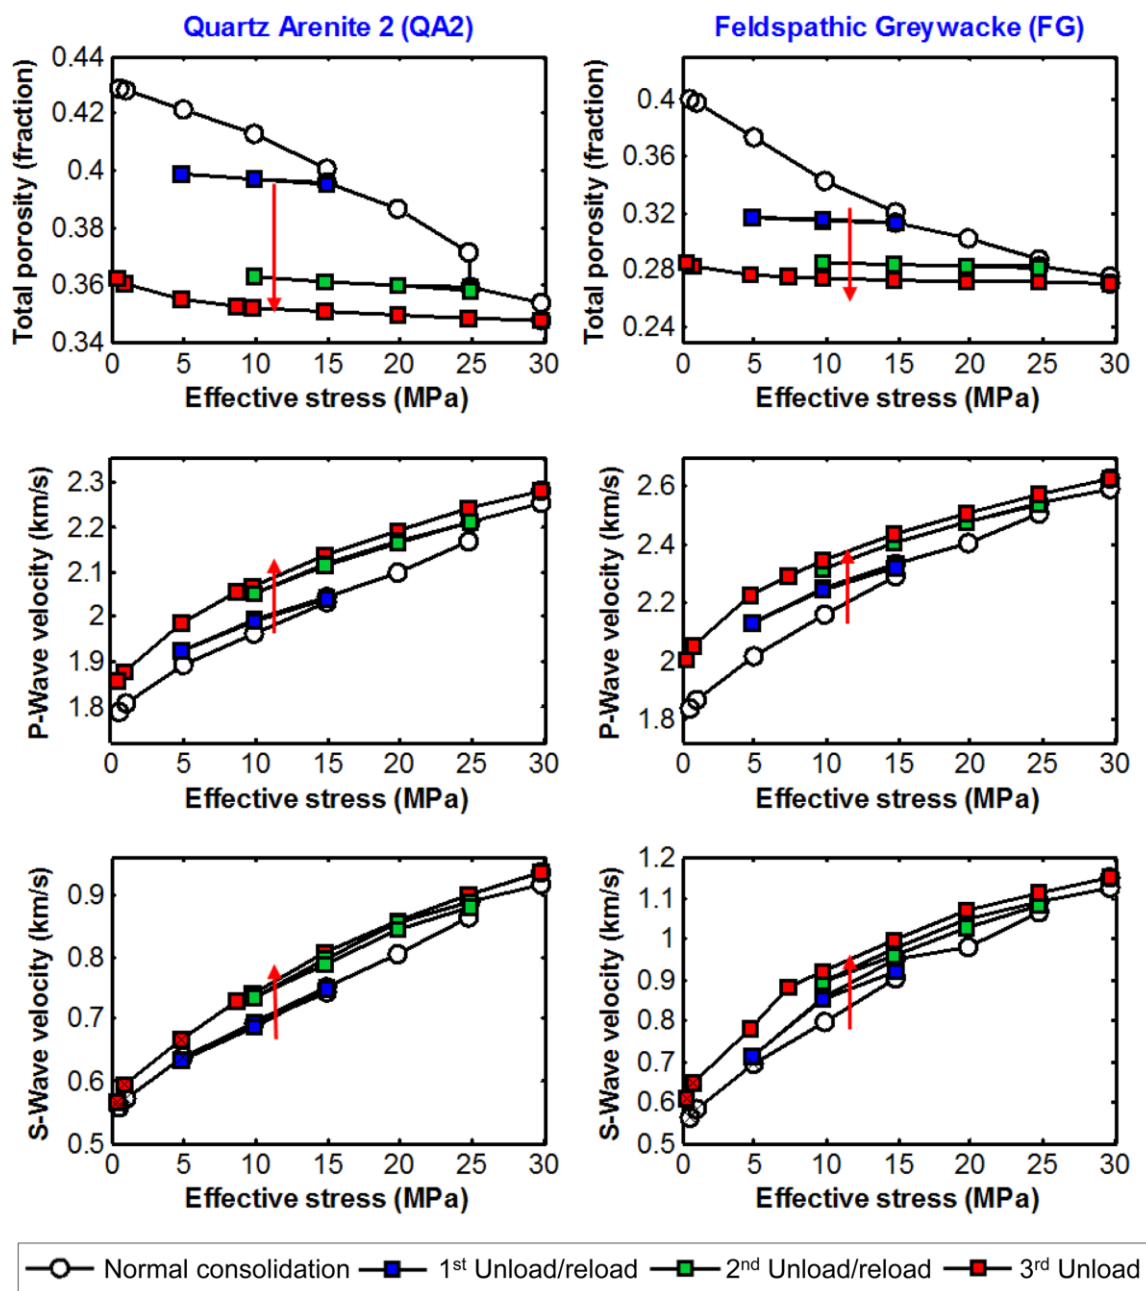 Quartz Arenite 2 (QA2)
Feldspathic Greywacke (FG)
Total porosity (fraction)
0.44
0.42
0.4
0.38
0.36
0.34
0 5 10 15 20 25 30
Effective stress (MPa)
Total porosity (fraction)
0.4
0.36
0.32
0.28
0.24
0 5 10 15 20 25 30
Effective stress (MPa)
P-Wave velocity (km/s)
2.3
2.2
2.1
2
1.9
1.8
0 5 10 15 20 25 30
Effective stress (MPa)
P-Wave velocity (km/s)
2.6
2.4
2.2
2
1.8
0 5 10 15 20 25 30
Effective stress (MPa)
S-Wave velocity (km/s)
0.9
0.8
0.7
0.6
0.5
0 5 10 15 20 25 30
Effective stress (MPa)
S-Wave velocity (km/s)
1.2
1.1
1
0.9
0.8
0.7
0.6
0.5
0 5 10 15 20 25 30
Effective stress (MPa)
Normal consolidation 1st Unload/reload 2nd Unload/reload 3rd Unload